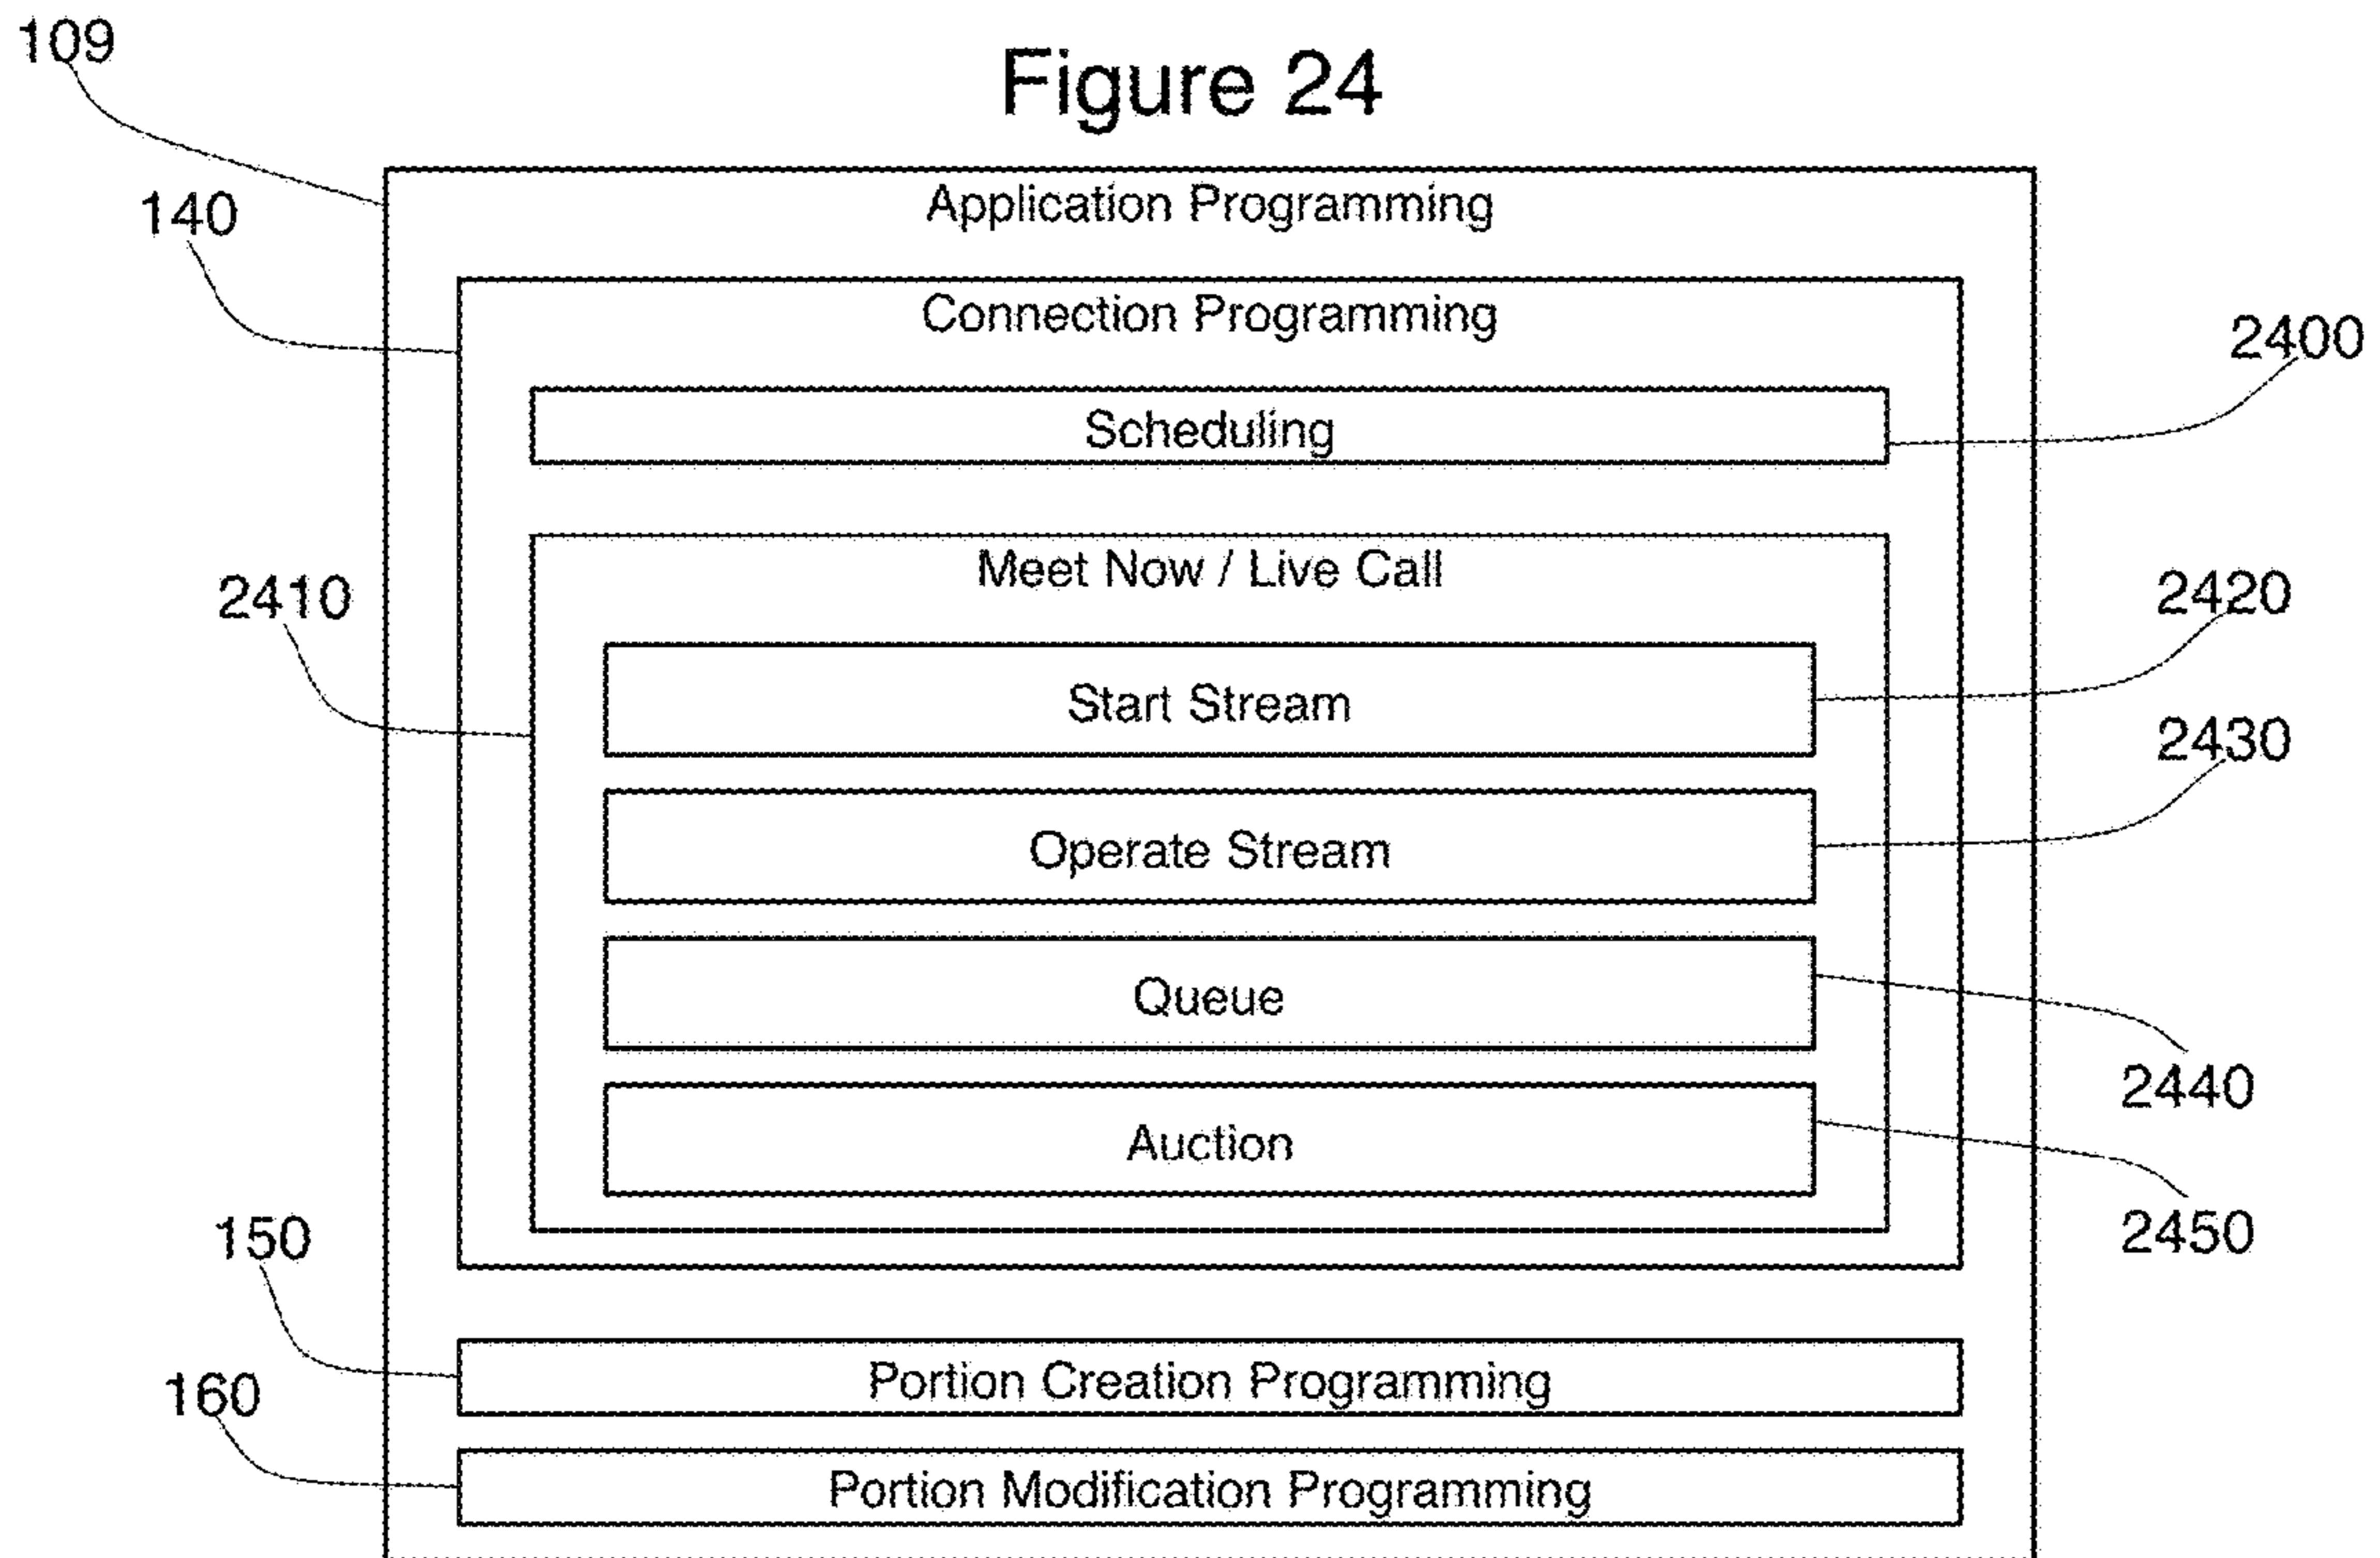 109
Figure 24
Application Programming
140
Connection Programming
2400
Scheduling
Meet Now / Live Call
2410
2420
Start Stream
2430
Operate Stream
Queue
2440
Auction
2450
150
Portion Creation Programming
160
Portion Modification Programming